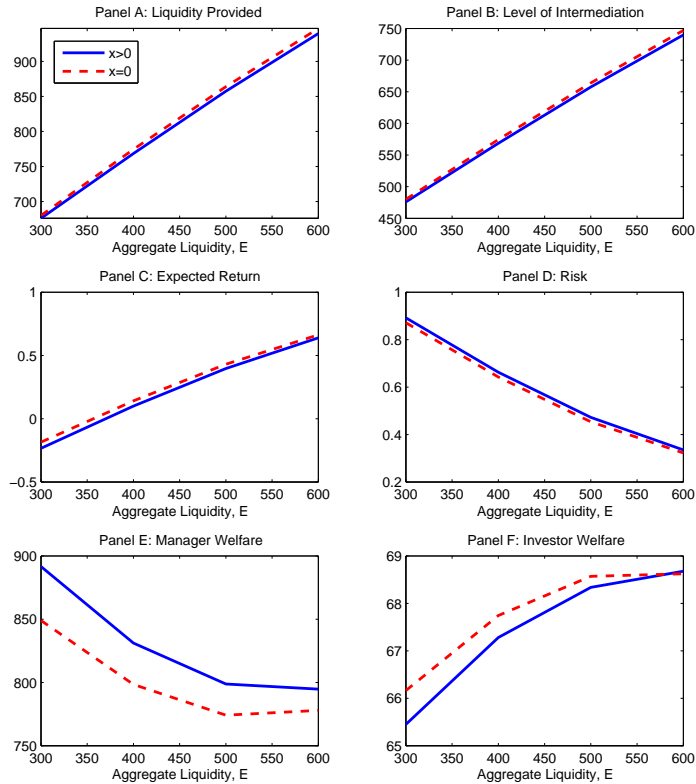 Panel A: Liquidity Provided
900
850
800
750
700
300 350 400 450 500 550 600
Aggregate Liquidity, E
x>0
x=0
Panel B: Level of Intermediation
750
700
650
600
550
500
450
300 350 400 450 500 550 600
Aggregate Liquidity, E
Panel C: Expected Return
1
0.5
0
−0.5
300 350 400 450 500 550 600
Aggregate Liquidity, E
Panel D: Risk
1
0.8
0.6
0.4
0.2
300 350 400 450 500 550 600
Aggregate Liquidity, E
Panel E: Manager Welfare
900
850
800
750
300 350 400 450 500 550 600
Aggregate Liquidity, E
Panel F: Investor Welfare
69
68
67
66
65
300 350 400 450 500 550 600
Aggregate Liquidity, E